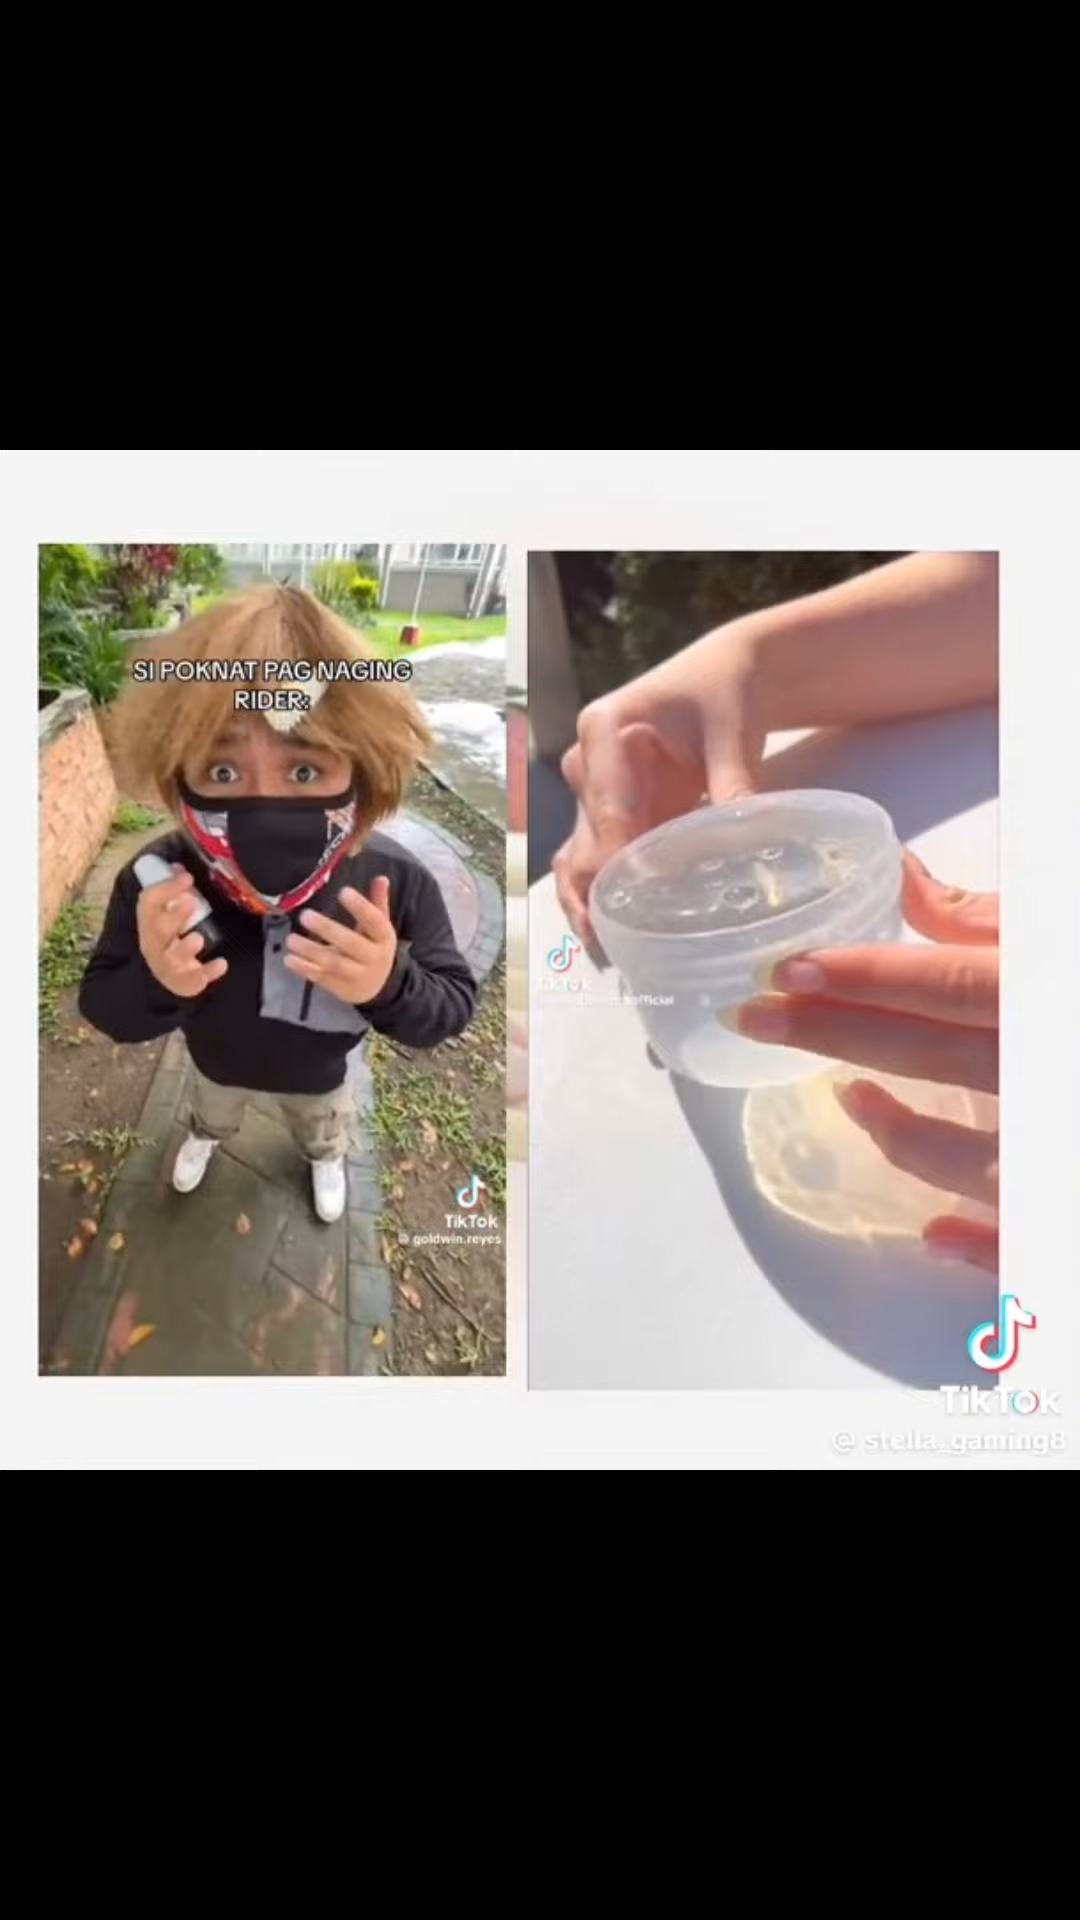 SI POKNAT PAG NAGING
RIDER:
TikTok
TikTok
@ goldwin.reyes
TikTok
@ stella_gaming8